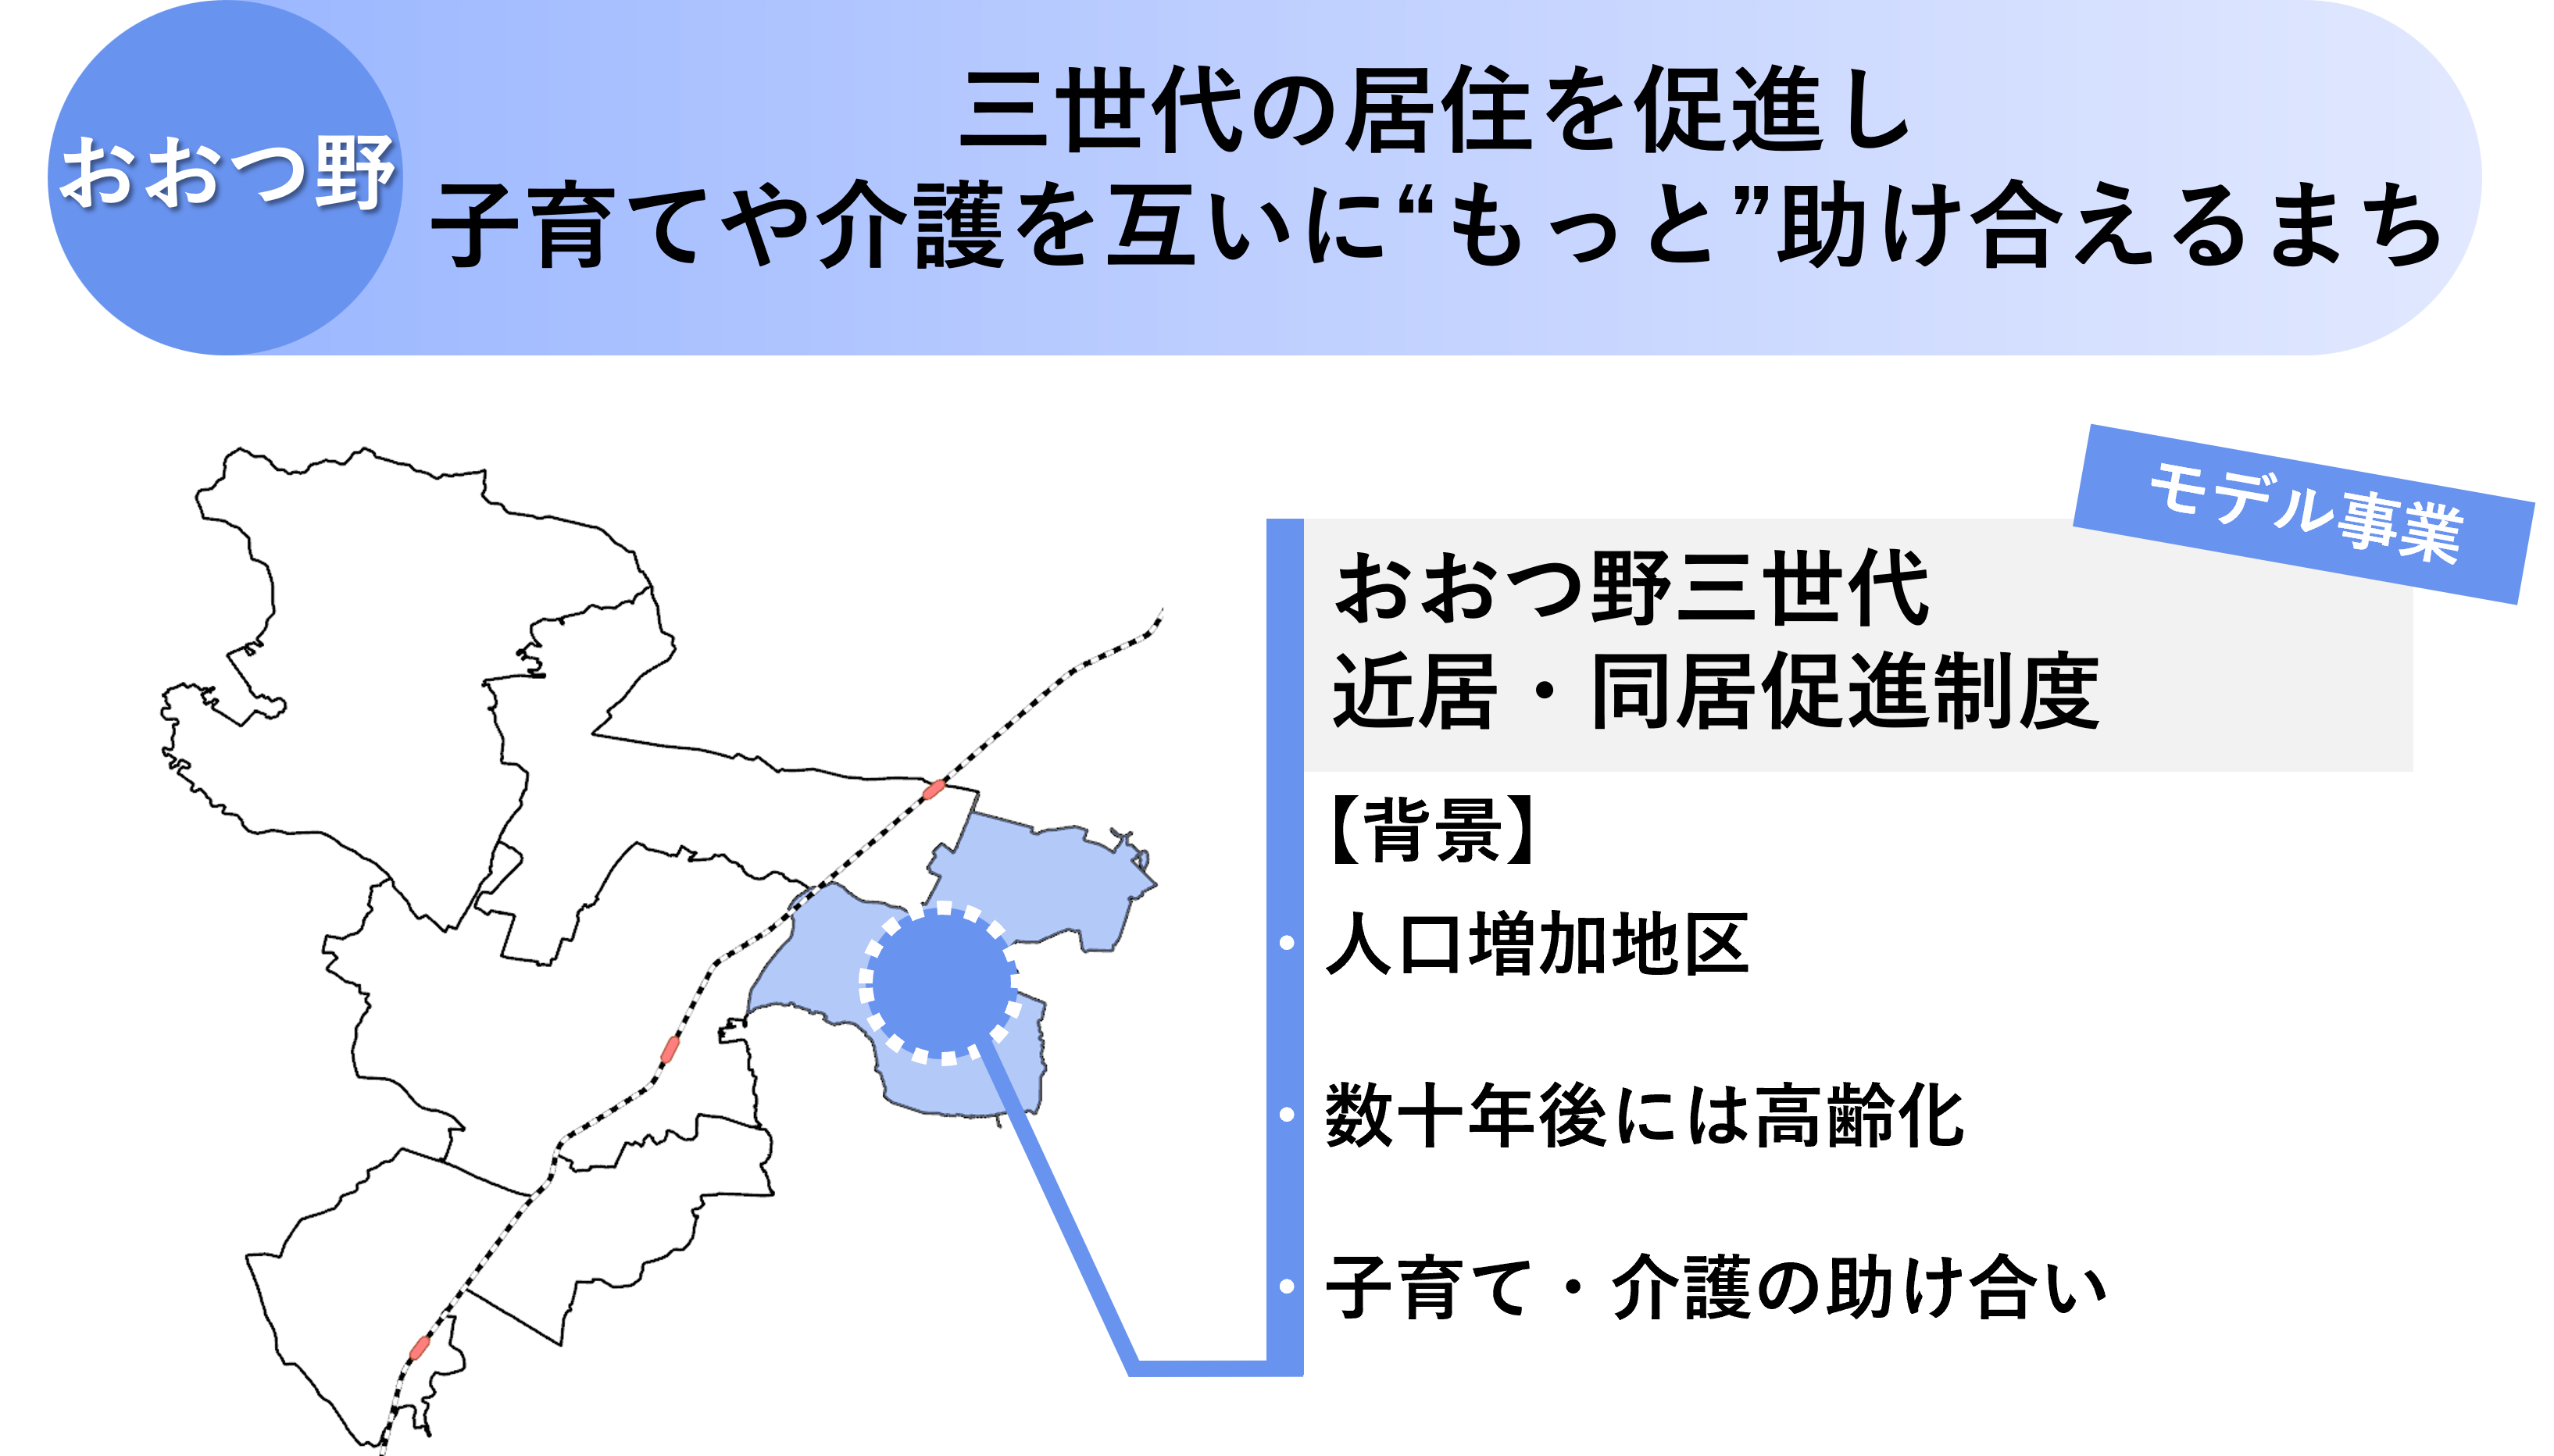 おおつ野
三世代の居住を促進し
子育てや介護を互いに“もっと”助け合えるまち
モデル事業
おおつ野三世代
近居・同居促進制度
【背景】
・人口増加地区
・数十年後には高齢化
・子育て・介護の助け合い